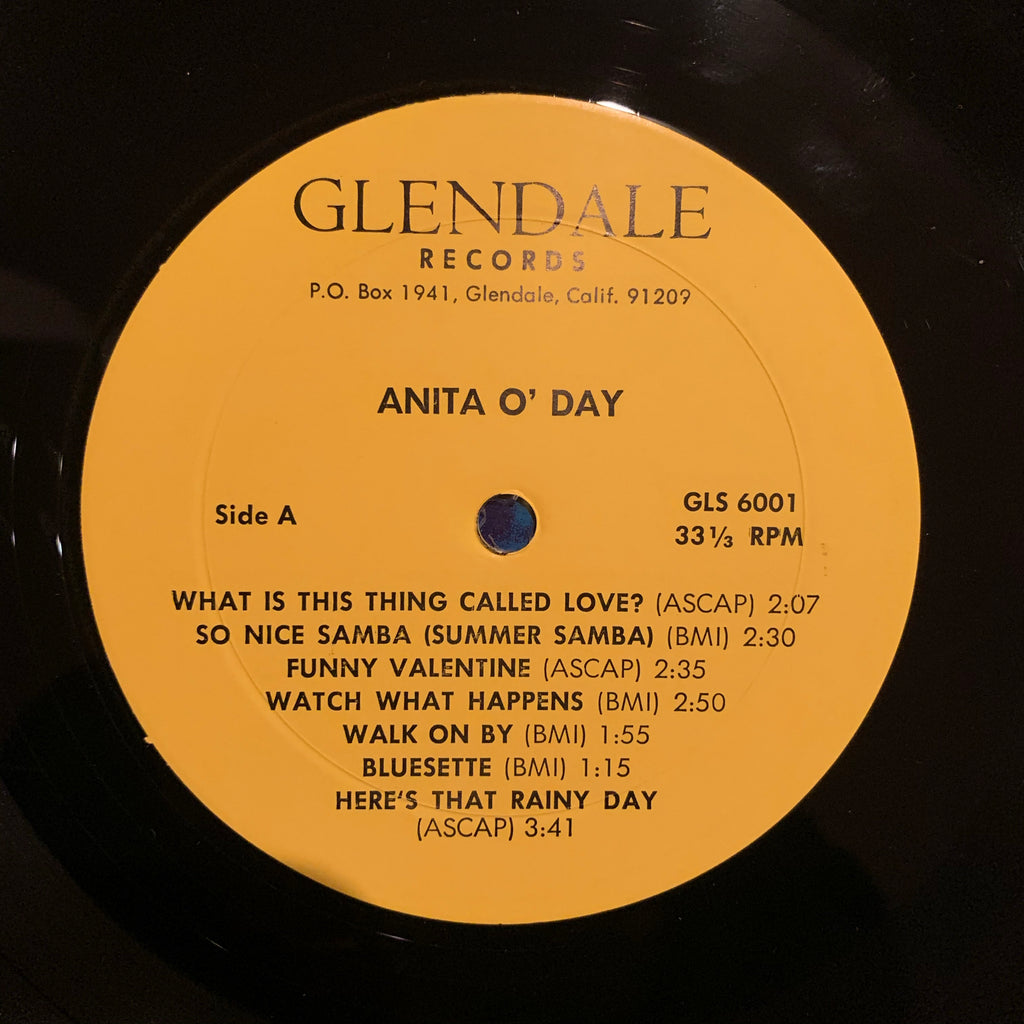 GLENDALE
RECORDS
P.O. Box 1941, Glendale, Calif. 91209
ANITA O' DAY
Side A
GLS 6001
33 1/3 RPM
WHAT IS THIS THING CALLED LOVE? (ASCAP) 2:07
SO NICE SAMBA (SUMMER SAMBA) (BMI) 2:30
FUNNY VALENTINE (ASCAP) 2:35
WATCH WHAT HAPPENS (BMI) 2:50
WALK ON BY (BMI) 1:55
BLUESETTE (BMI) 1:15
HERE'S THAT RAINY DAY
(ASCAP) 3:41